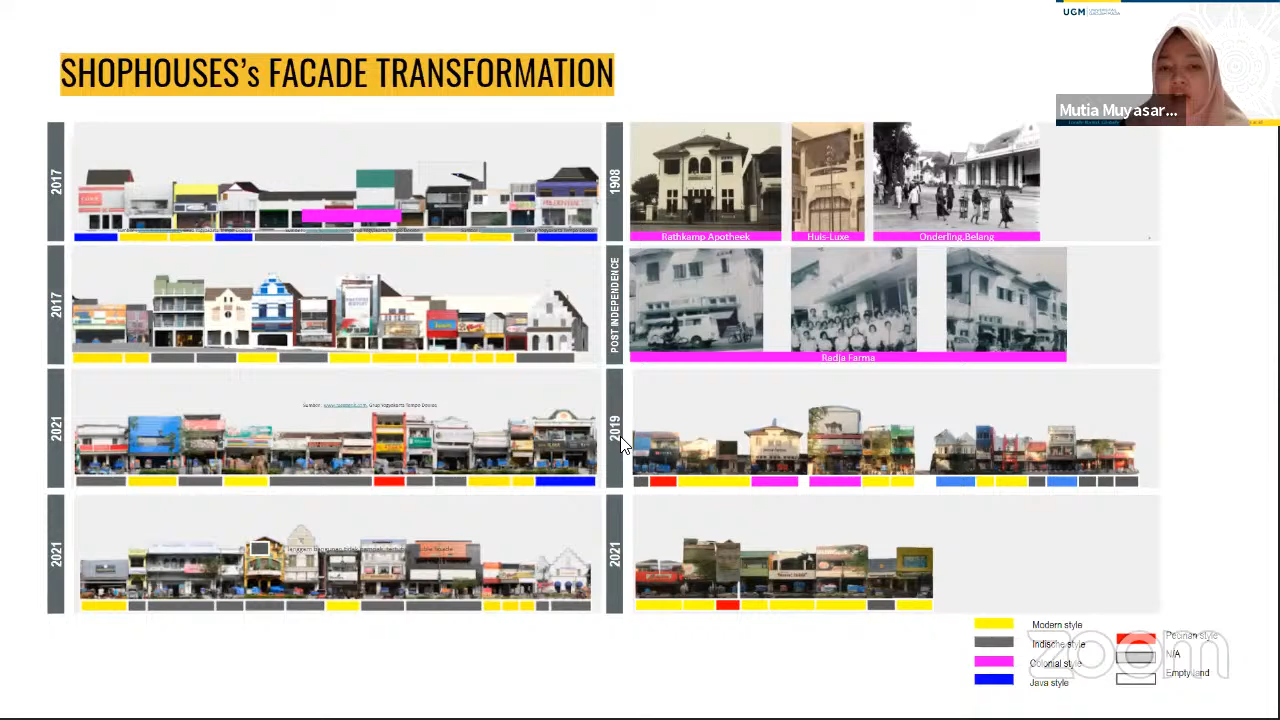 UGM
SHOPHOUSES's FACADE TRANSFORMATION
Mutia Muyasar...
2017
1908
Rathkamp Apotheek
Huis-Luxe
Onderling.Belang
2017
POST INDEPENDENCE
Radja Farma
2021
2019
2021
2021
Modern style
Indische style
Colonial style
Java style
Pecinan style
N/A
Empty land
zoom